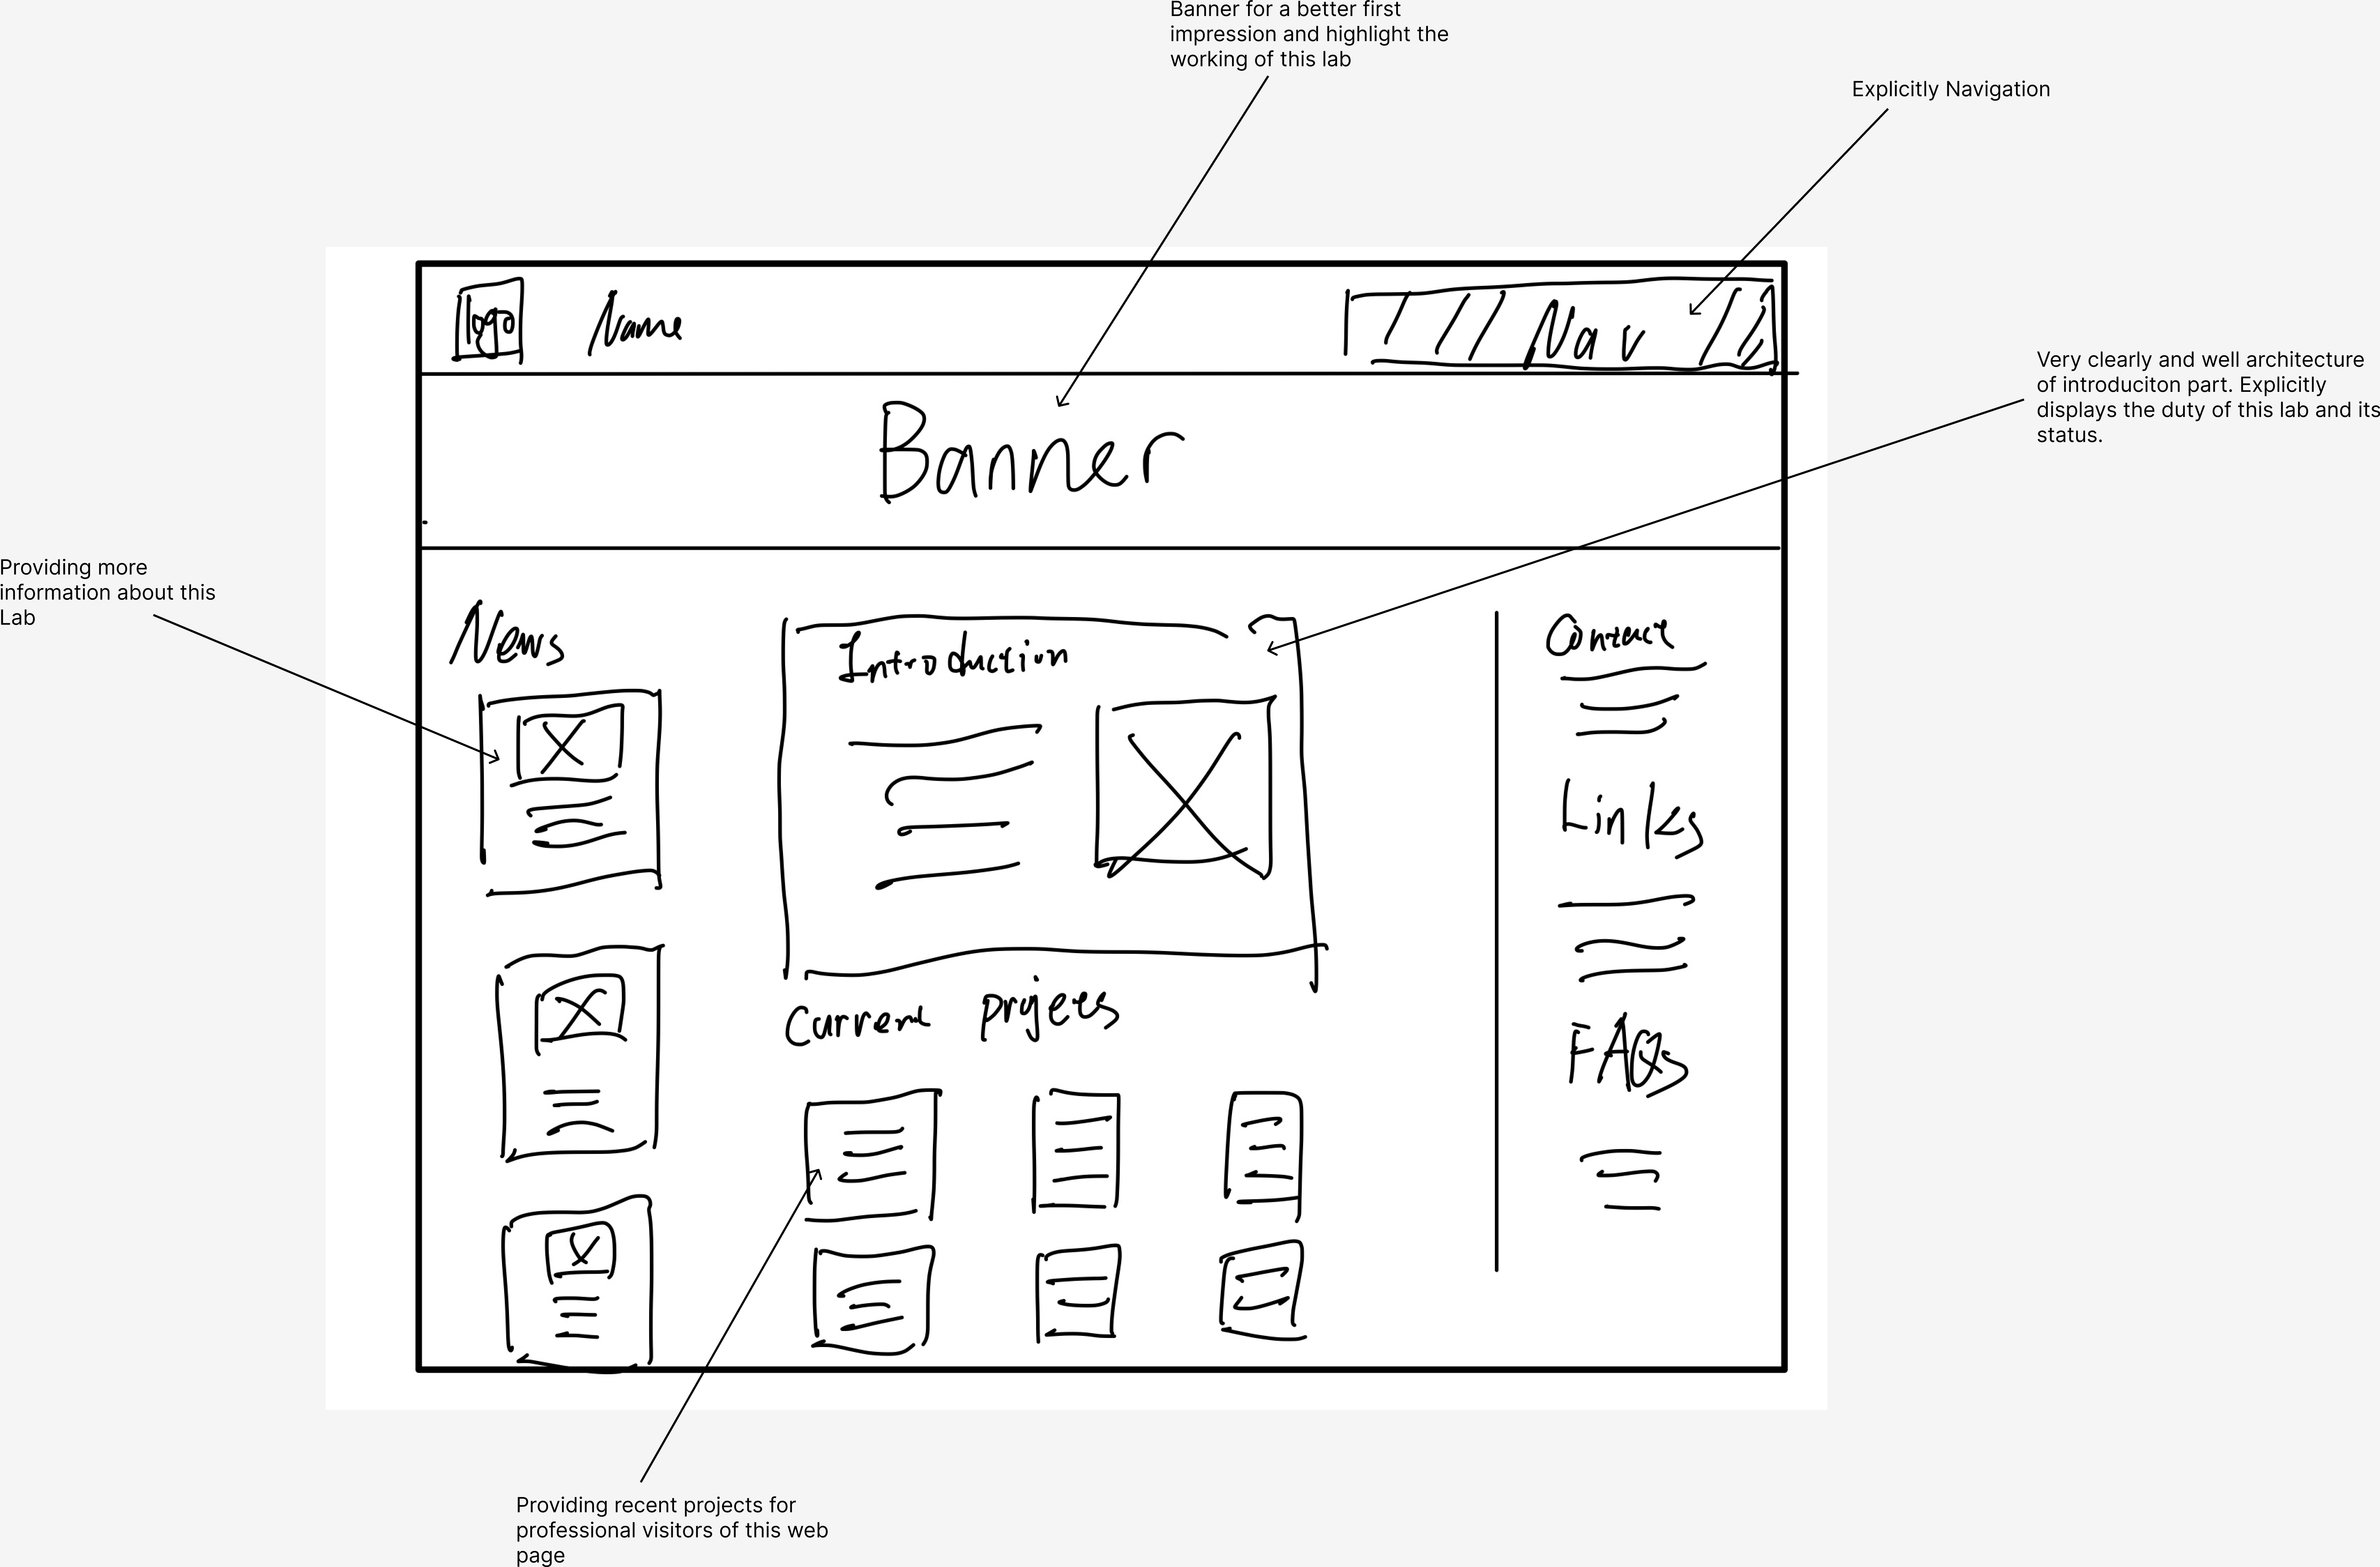 Banner for a better first
impression and highlight the
working of this lab
Explicitly Navigation
logo
Name
Nav
Very clearly and well architecture
of introduciton part. Explicitly
displays the duty of this lab and its
status.
Banner
Providing more
information about this
Lab
News
Introduction
Contact
Links
Current projects
FAQs
Providing recent projects for
professional visitors of this web
page